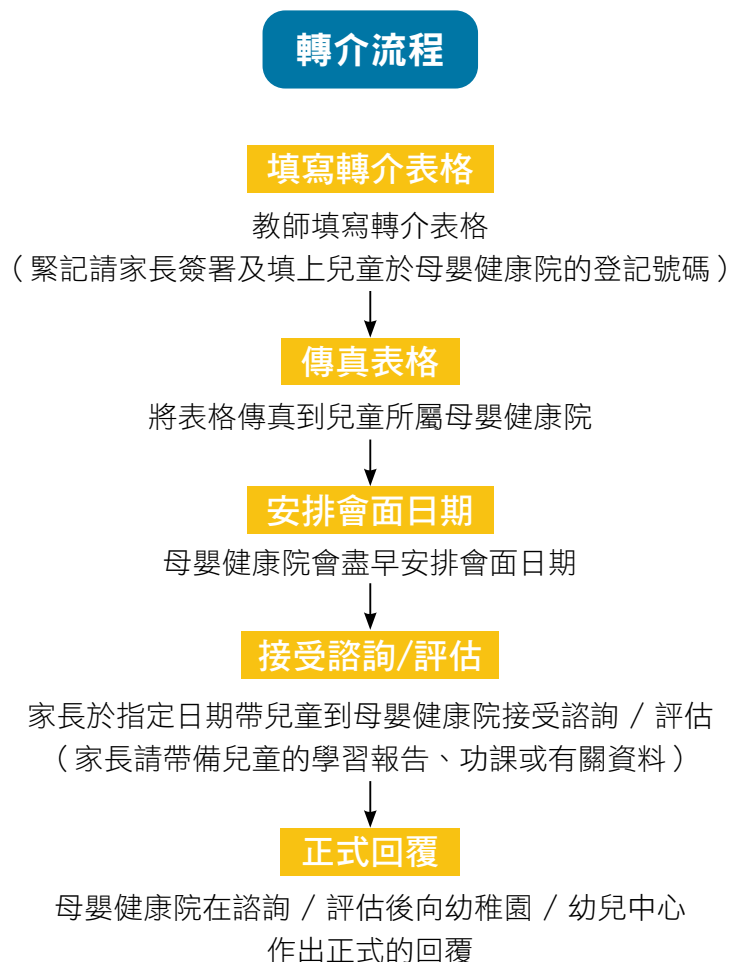 轉介流程
填寫轉介表格
教師填寫轉介表格
（緊記請家長簽署及填上兒童於母嬰健康院的登記號碼）
傳真表格
將表格傳真到兒童所屬母嬰健康院
安排會面日期
母嬰健康院會盡早安排會面日期
接受諮詢/評估
家長於指定日期帶兒童到母嬰健康院接受諮詢 / 評估
（家長請帶備兒童的學習報告、功課或有關資料）
正式回覆
母嬰健康院在諮詢 / 評估後向幼稚園 / 幼兒中心
作出正式的回覆